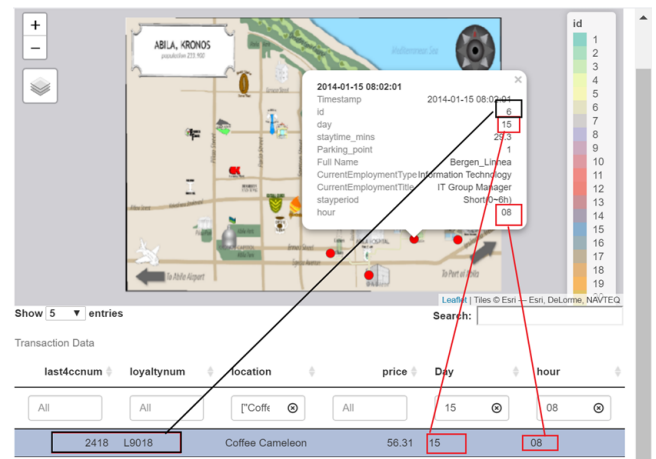 +
−
ABILA, KRONOS
Mediterranean Sea
2014-01-15 08:02:01
×
Timestamp 2014-01-15 08:02:01
id 6
day 15
staytime_mins 29.3
Parking_point 1
Full Name Bergen_Linnea
CurrentEmploymentType Information Technology
CurrentEmploymentTitle IT Group Manager
stayperiod Short(0~6h)
hour 08
HOSPITAL
To Abila Airport
To Port of Abila
id
1
2
3
4
5
6
7
8
9
10
11
12
13
14
15
16
17
18
19
Leaflet | Tiles © Esri — Esri, DeLorme, NAVTEQ
Show 5 entries
Search:
Transaction Data
last4ccnum loyaltynum location price Day hour
All All ["Coffe All 15 08
2418 L9018 Coffee Cameleon 56.31 15 08